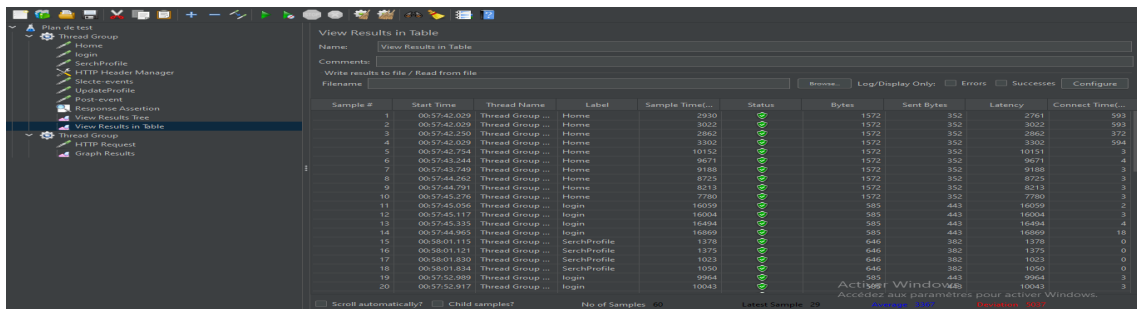 Plan de test
Thread Group
Home
login
SerchProfile
HTTP Header Manager
Slecte-events
UpdateProfile
Post-event
Response Assertion
View Results Tree
View Results in Table
Thread Group
HTTP Request
Graph Results
View Results in Table
Name: View Results in Table
Comments:
Write results to file / Read from file
Filename Browse... Log/Display Only: Errors Successes Configure
Sample # Start Time Thread Name Label Sample Time(... Status Bytes Sent Bytes Latency Connect Time(...
1 00:57:42.029 Thread Group ... Home 2930 1572 352 2761 593
2 00:57:42.029 Thread Group ... Home 3022 1572 352 3022 593
3 00:57:42.250 Thread Group ... Home 2862 1572 352 2862 372
4 00:57:42.029 Thread Group ... Home 3302 1572 352 3302 594
5 00:57:42.754 Thread Group ... Home 10152 1572 352 10151 3
6 00:57:43.244 Thread Group ... Home 9671 1572 352 9671 4
7 00:57:43.749 Thread Group ... Home 9188 1572 352 9188 3
8 00:57:44.262 Thread Group ... Home 8725 1572 352 8725 3
9 00:57:44.791 Thread Group ... Home 8213 1572 352 8213 3
10 00:57:45.276 Thread Group ... Home 7780 1572 352 7780 3
11 00:57:45.056 Thread Group ... login 16059 585 443 16059 2
12 00:57:45.117 Thread Group ... login 16004 585 443 16004 3
13 00:57:45.335 Thread Group ... login 16494 585 443 16494 4
14 00:57:44.965 Thread Group ... login 16869 585 443 16869 18
15 00:58:01.115 Thread Group ... SerchProfile 1378 646 382 1378 0
16 00:58:01.121 Thread Group ... SerchProfile 1375 646 382 1375 0
17 00:58:01.830 Thread Group ... SerchProfile 1023 646 382 1023 0
18 00:58:01.834 Thread Group ... SerchProfile 1050 646 382 1050 0
19 00:57:52.989 Thread Group ... login 9964 585 443 9964 3
20 00:57:52.917 Thread Group ... login 10043 585 443 10043 3
Activer Windows
Accédez aux paramètres pour activer Windows.
Scroll automatically? Child samples? No of Samples 60 Latest Sample 29 Average Deviation